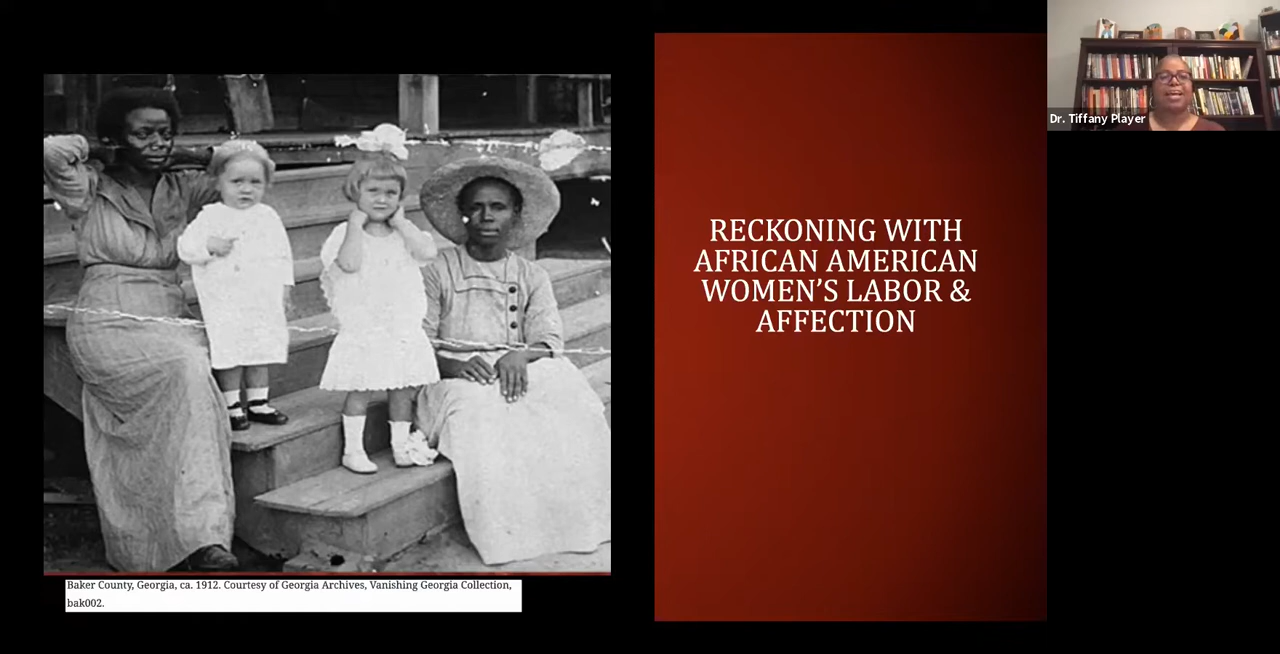 Dr. Tiffany Player
RECKONING WITH
AFRICAN AMERICAN
WOMEN’S LABOR &
AFFECTION
Baker County, Georgia, ca. 1912. Courtesy of Georgia Archives, Vanishing Georgia Collection,
bak002.